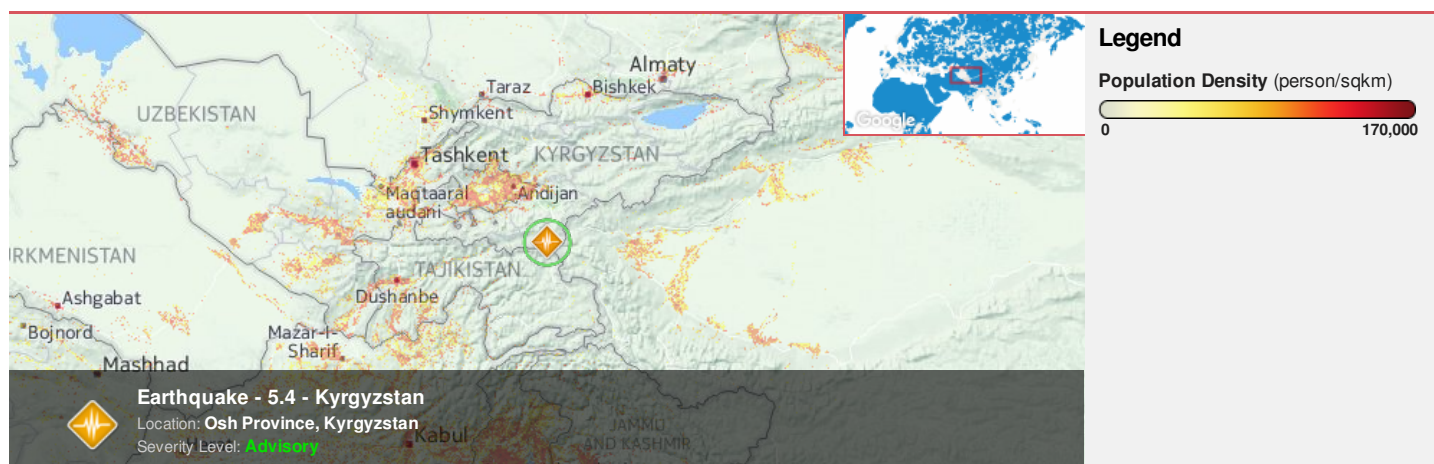 Almaty
Taraz
Bishkek
UZBEKISTAN
Shymkent
Google
Tashkent
KYRGYZSTAN
Maqtaaral
audani
Andijan
RKMENISTAN
TAJIKISTAN
Ashgabat
Dushanbe
Bojnord
Mazar-i-
Sharif
Mashhad
Earthquake - 5.4 - Kyrgyzstan
Location: Osh Province, Kyrgyzstan
Severity Level: Advisory
Herat
Kabul
JAMMU
AND KASHMIR
Legend
Population Density (person/sqkm)
0
170,000